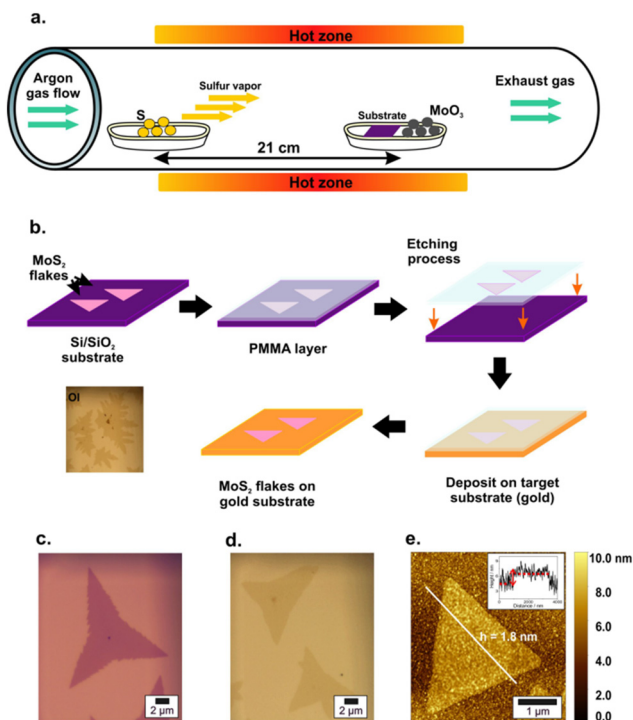 a.
Hot zone
Argon
gas flow
Sulfur vapor
S
Substrate
MoO₃
Exhaust gas
21 cm
Hot zone
b.
MoS₂
flakes
Si/SiO₂
substrate
PMMA layer
Etching
process
OI
MoS₂ flakes on
gold substrate
Deposit on target
substrate (gold)
c.
2 µm
d.
2 µm
e.
h = 1.8 nm
Distance / nm
1 µm
10.0 nm
8.0
6.0
4.0
2.0
0.0